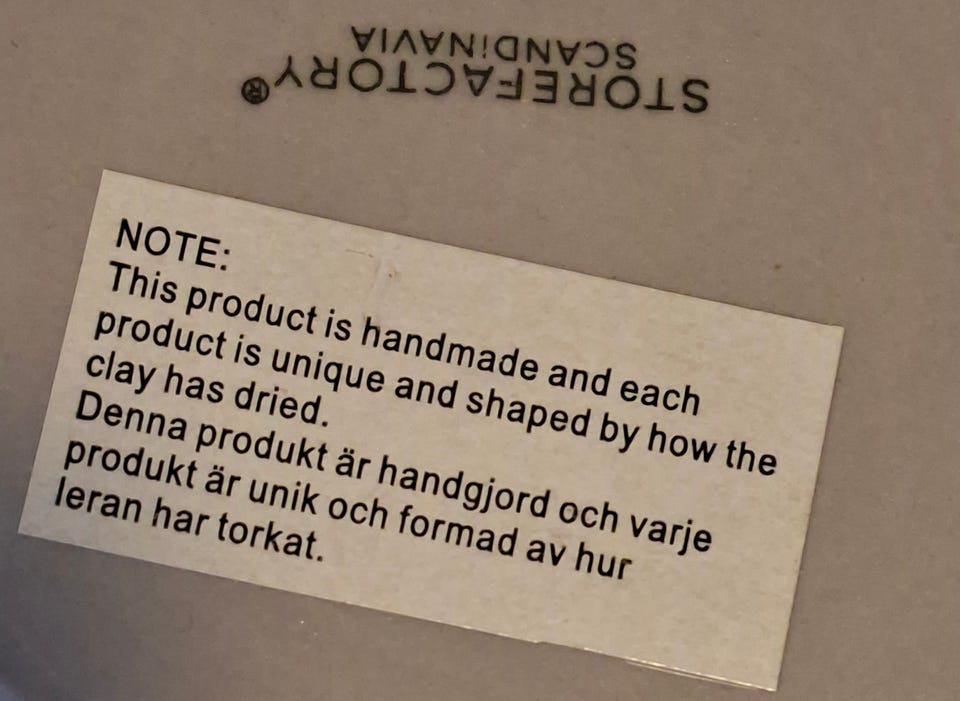 STOREFACTORY®
SCANDINAVIA
NOTE:
This product is handmade and each
product is unique and shaped by how the
clay has dried.
Denna produkt är handgjord och varje
produkt är unik och formad av hur
leran har torkat.